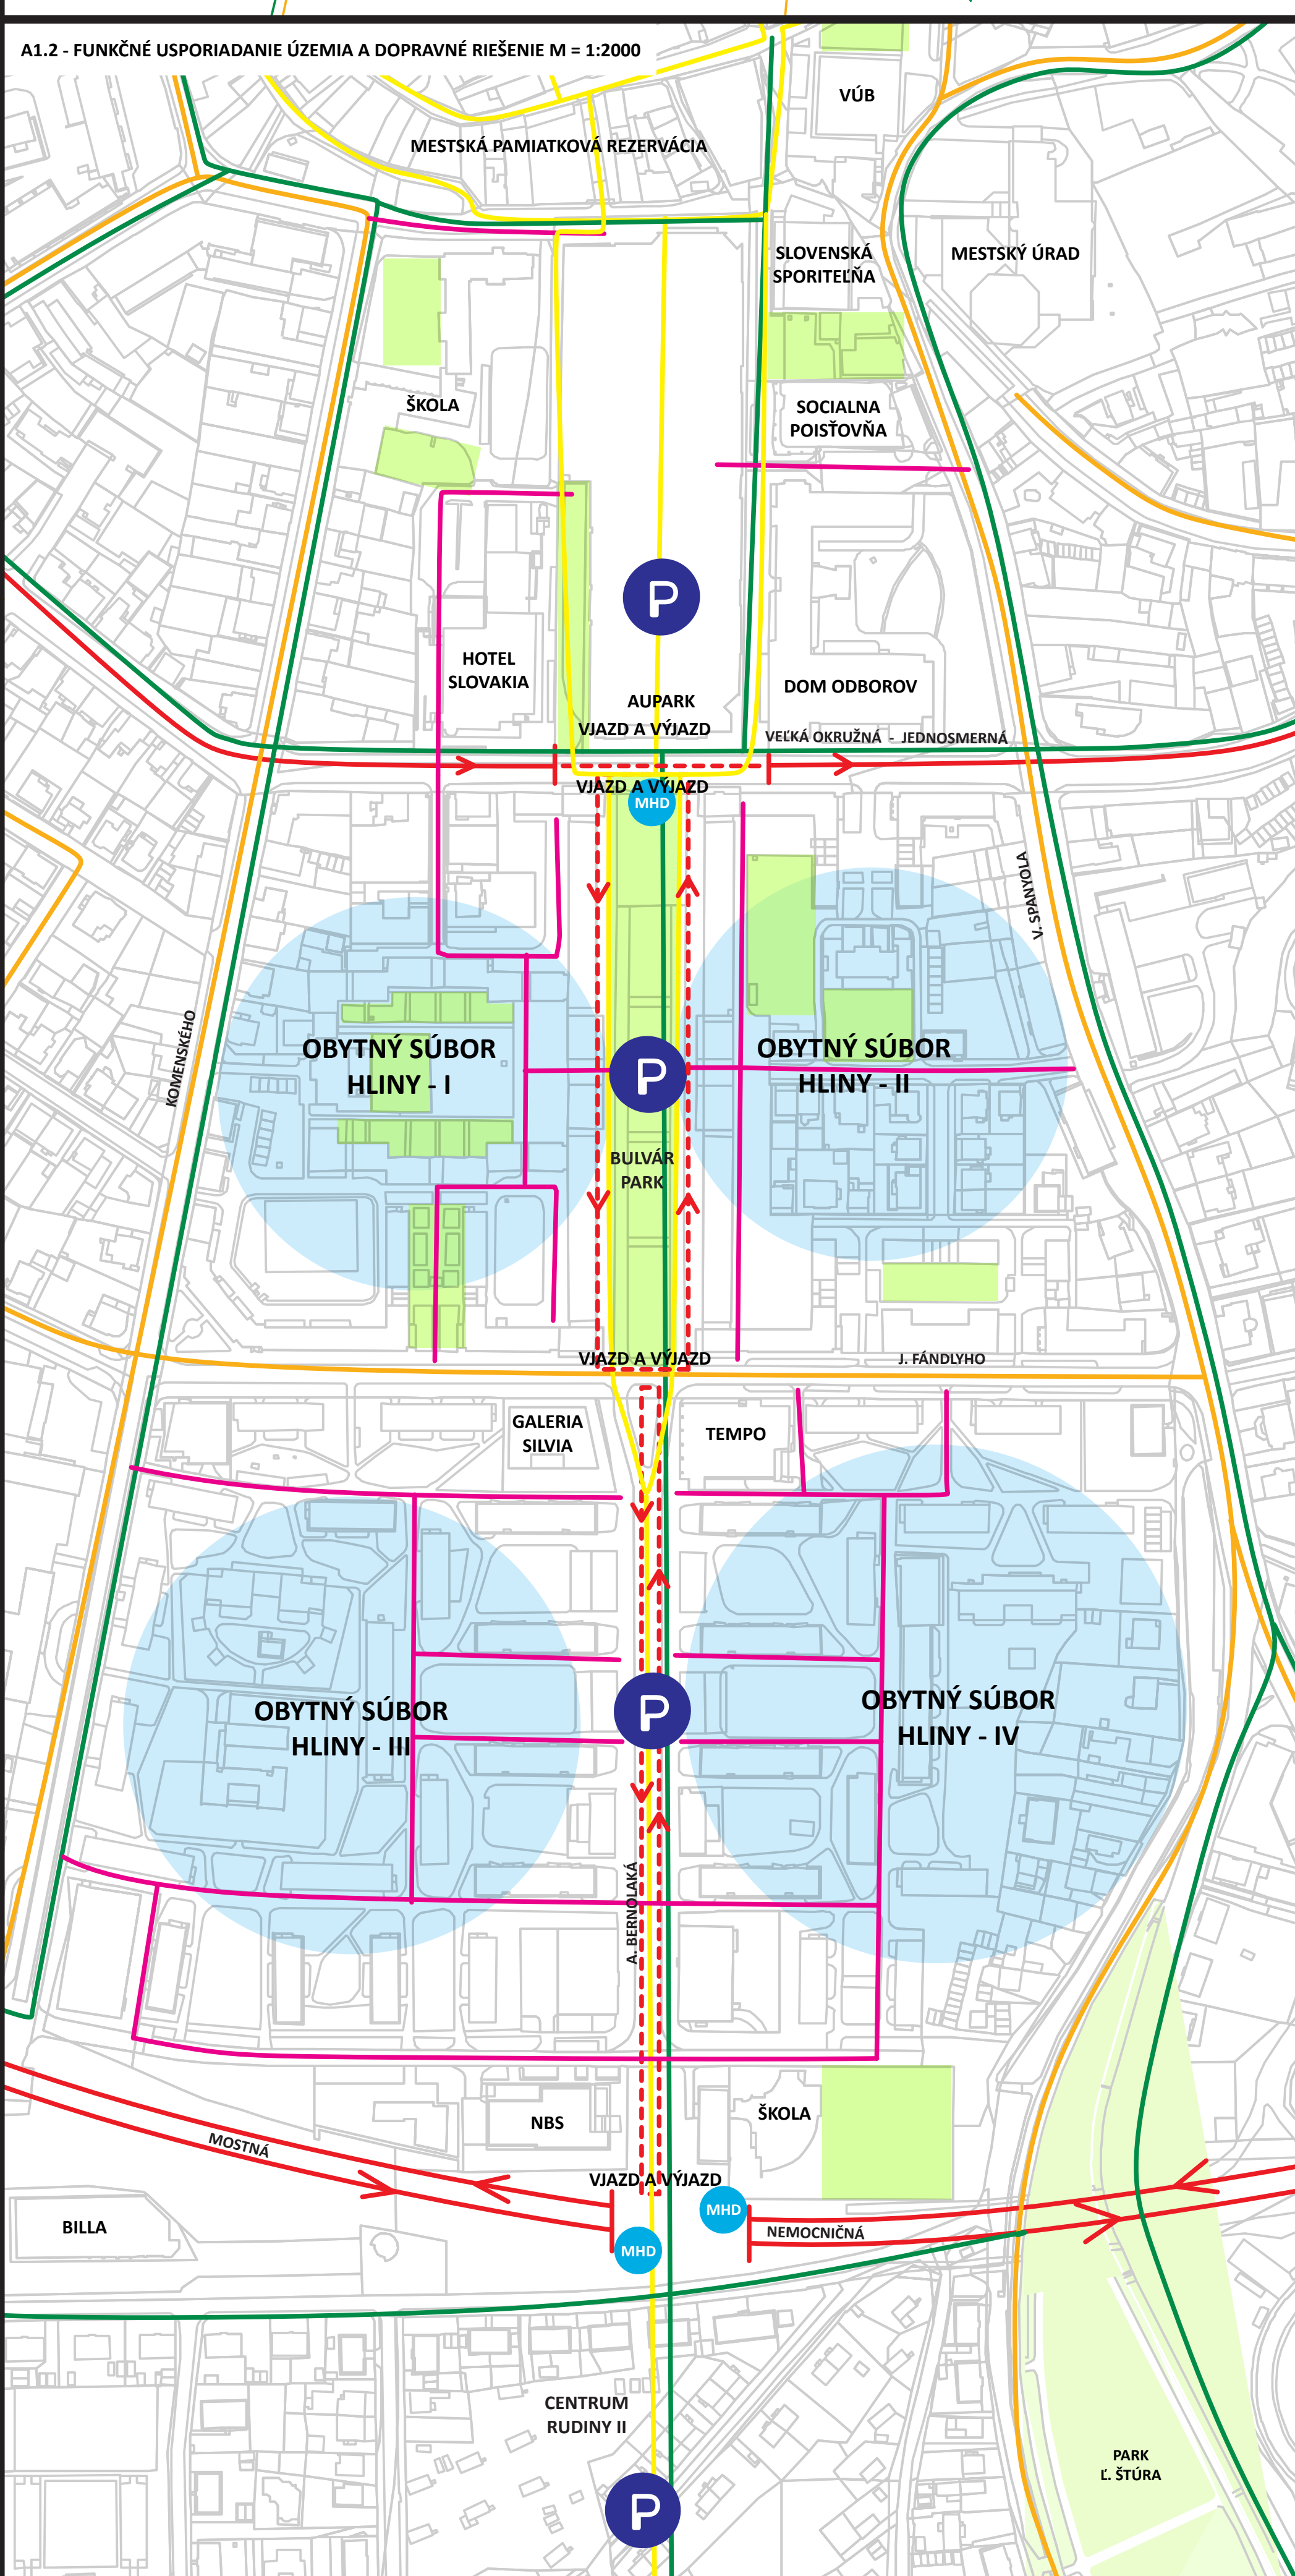 A1.2 - FUNKČNÉ USPORIADANIE ÚZEMIA A DOPRAVNÉ RIEŠENIE M = 1:2000
VÚB
MESTSKÁ PAMIATKOVÁ REZERVÁCIA
SLOVENSKÁ
SPORITEĽŇA
MESTSKÝ ÚRAD
ŠKOLA
SOCIALNA
POISŤOVŇA
P
HOTEL
SLOVAKIA
AUPARK
VJAZD A VÝJAZD
DOM ODBOROV
VEĽKÁ OKRUŽNÁ - JEDNOSMERNÁ
VJAZD A VÝJAZD
MHD
V. SPANYOLA
KOMENSKÉHO
OBYTNÝ SÚBOR
HLINY - I
P
OBYTNÝ SÚBOR
HLINY - II
BULVÁR
PARK
VJAZD A VÝJAZD
J. FÁNDLYHO
GALERIA
SILVIA
TEMPO
OBYTNÝ SÚBOR
HLINY - III
P
OBYTNÝ SÚBOR
HLINY - IV
A. BERNOLAKÁ
NBS
ŠKOLA
MOSTNÁ
VJAZD A VÝJAZD
BILLA
MHD
NEMOCNIČNÁ
MHD
CENTRUM
RUDINY II
PARK
Ľ. ŠTÚRA
P